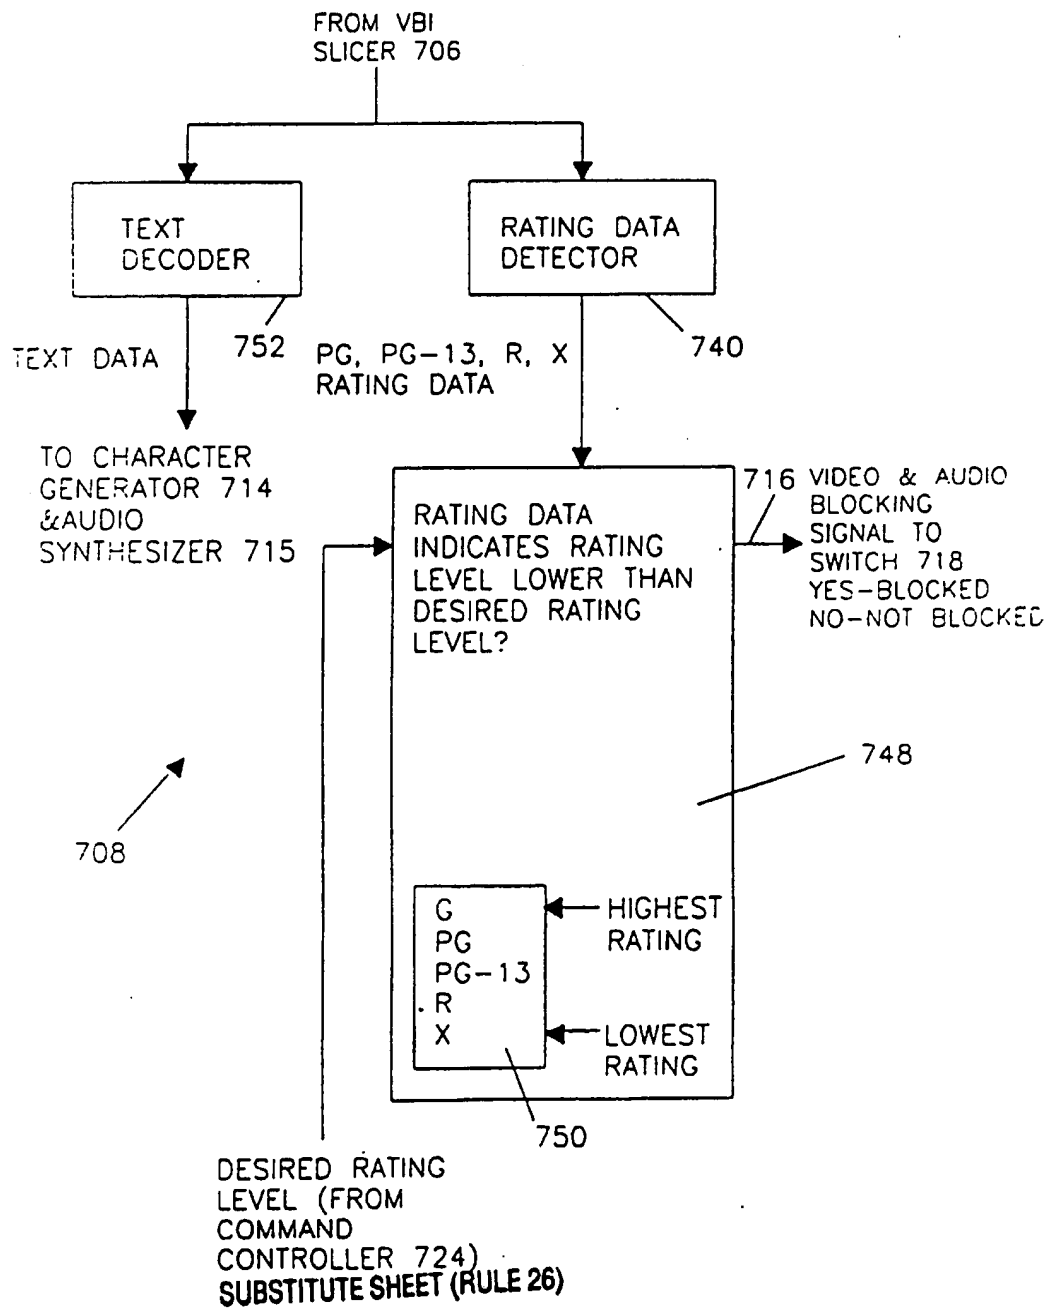 FROM VBI
SLICER 706
TEXT
DECODER
RATING DATA
DETECTOR
752
740
TEXT DATA
PG, PG-13, R, X
RATING DATA
TO CHARACTER
GENERATOR 714
&AUDIO
SYNTHESIZER 715
RATING DATA
INDICATES RATING
LEVEL LOWER THAN
DESIRED RATING
LEVEL?
716 VIDEO & AUDIO
BLOCKING
SIGNAL TO
SWITCH 718
YES-BLOCKED
NO-NOT BLOCKED
748
708
G
PG
PG-13
R
X
HIGHEST
RATING
LOWEST
RATING
750
DESIRED RATING
LEVEL (FROM
COMMAND
CONTROLLER 724)
SUBSTITUTE SHEET (RULE 26)